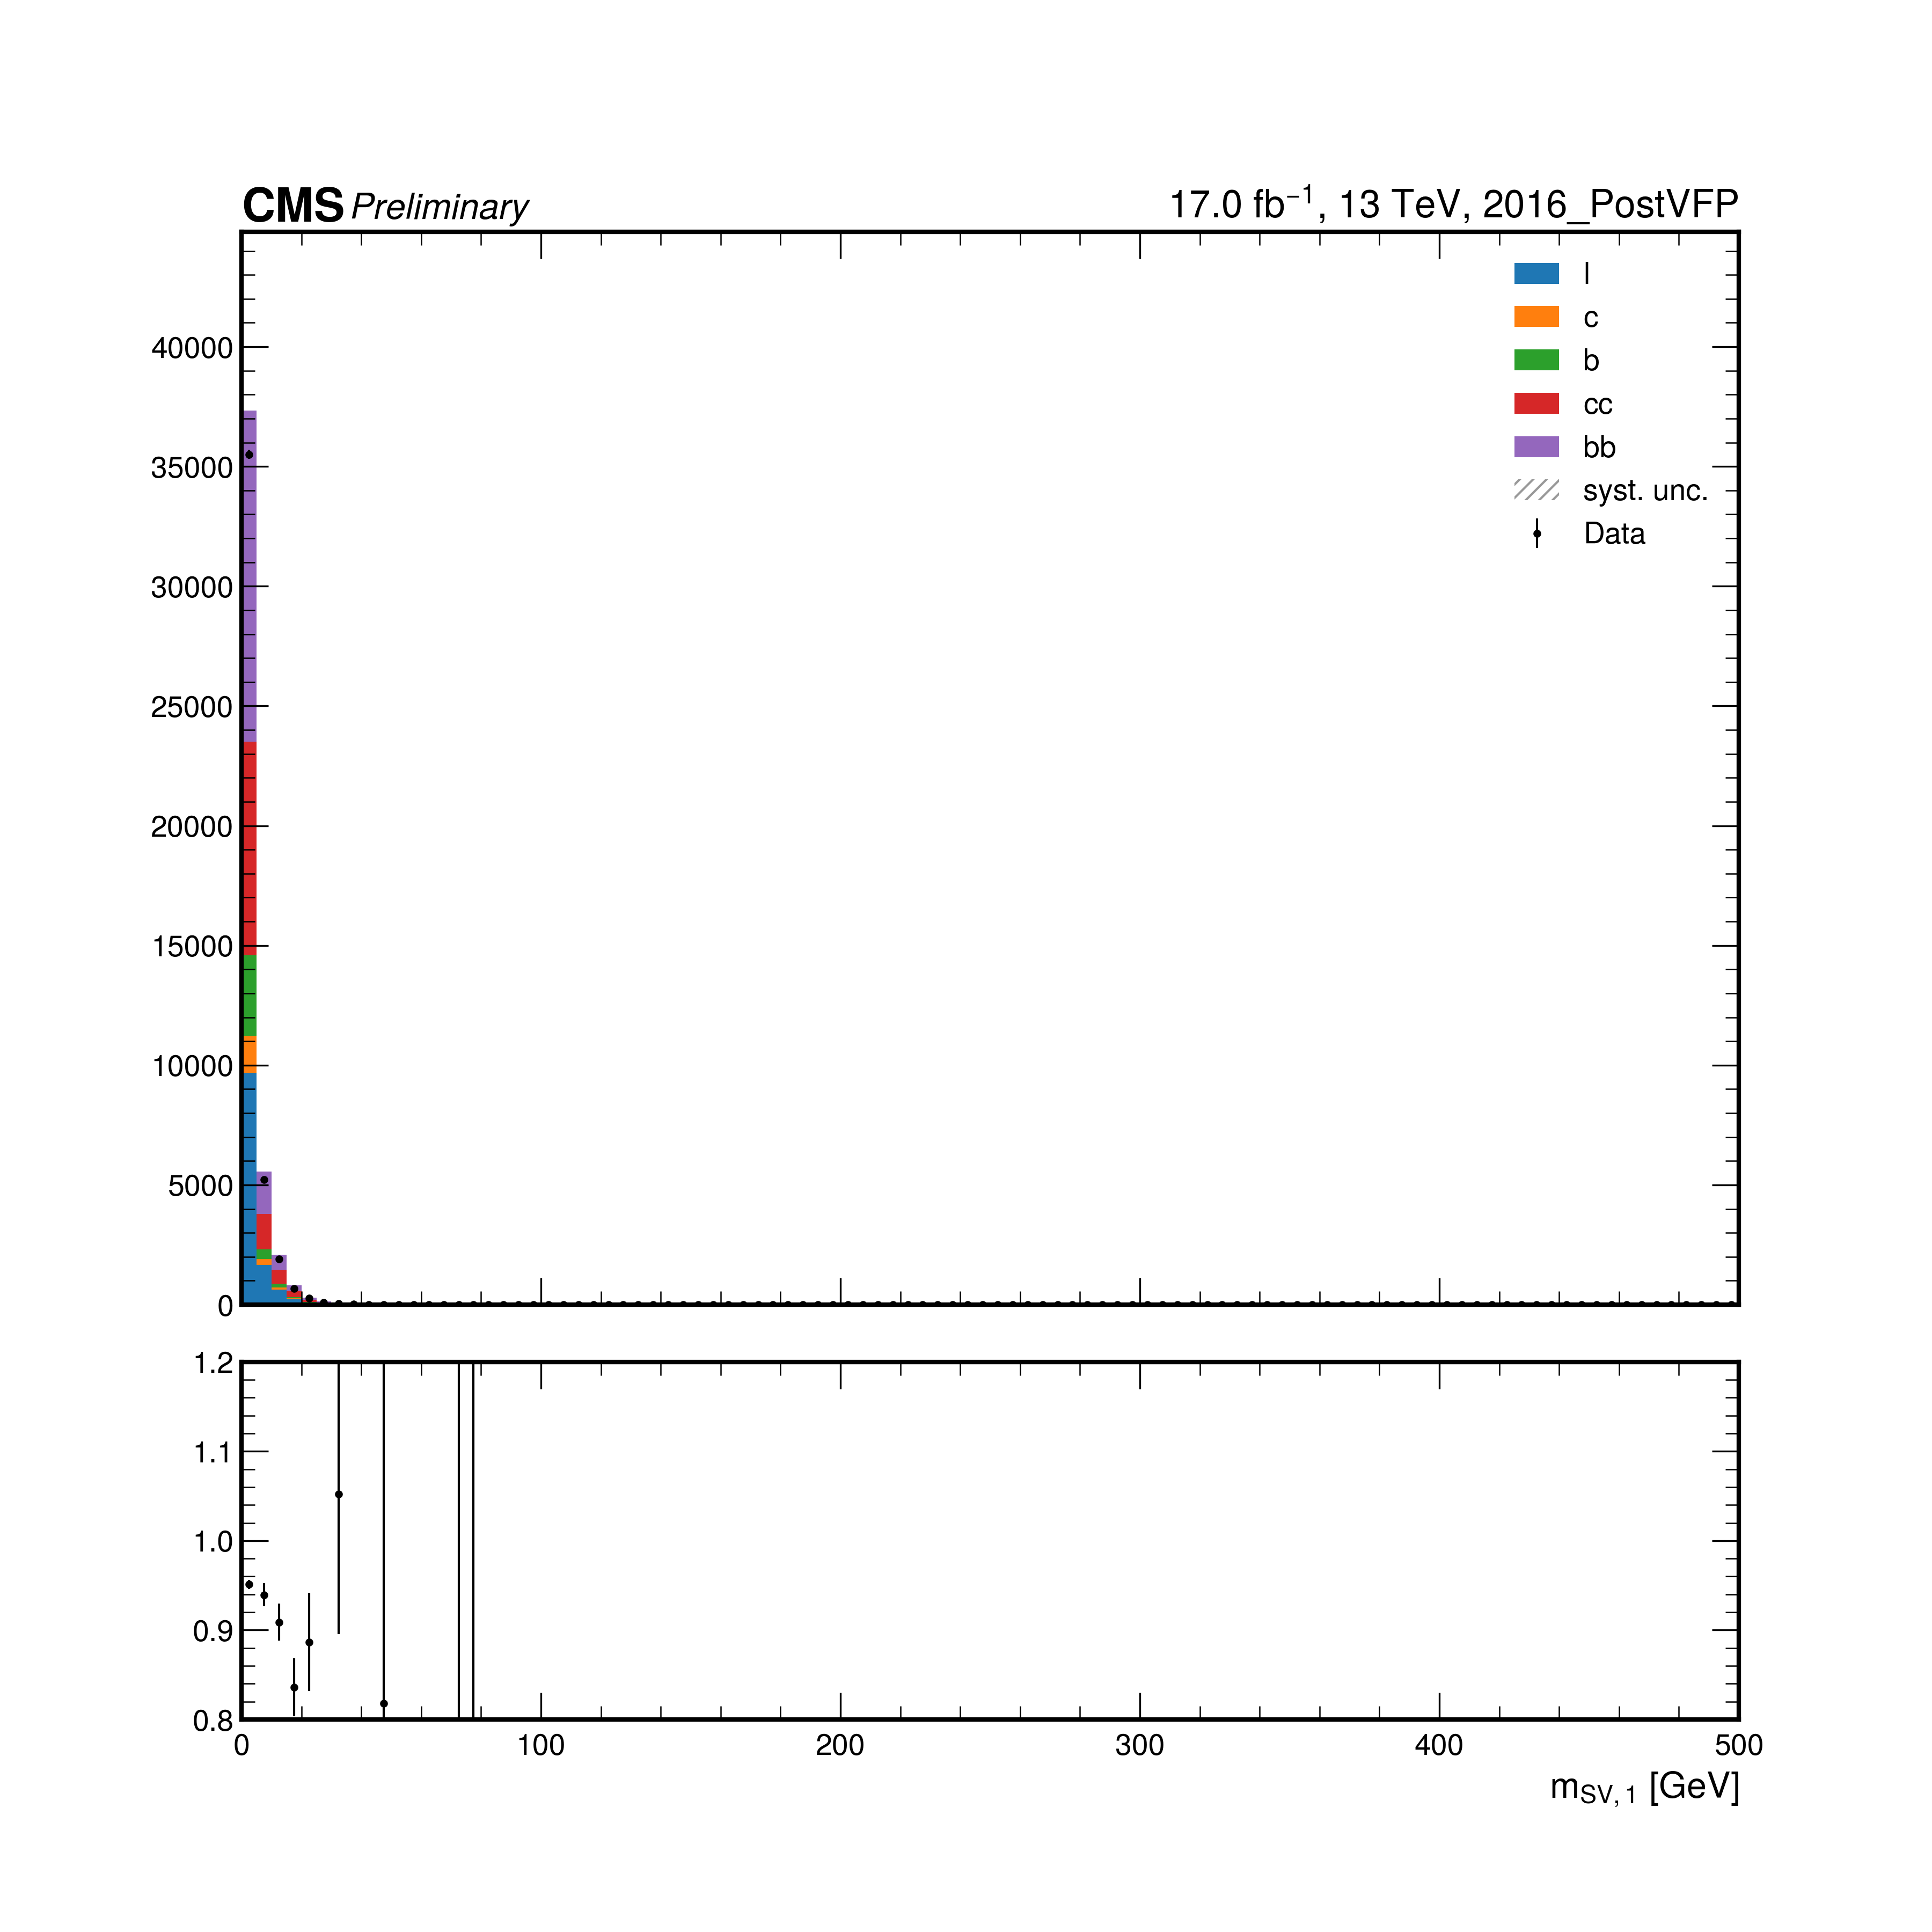 CMS Preliminary 17.0 fb⁻¹, 13 TeV, 2016_PostVFP
l
c
b
cc
bb
syst. unc.
Data
40000
35000
30000
25000
20000
15000
10000
5000
0
1.2
1.1
1.0
0.9
0.8
0 100 200 300 400 500
m_{SV, 1} [GeV]